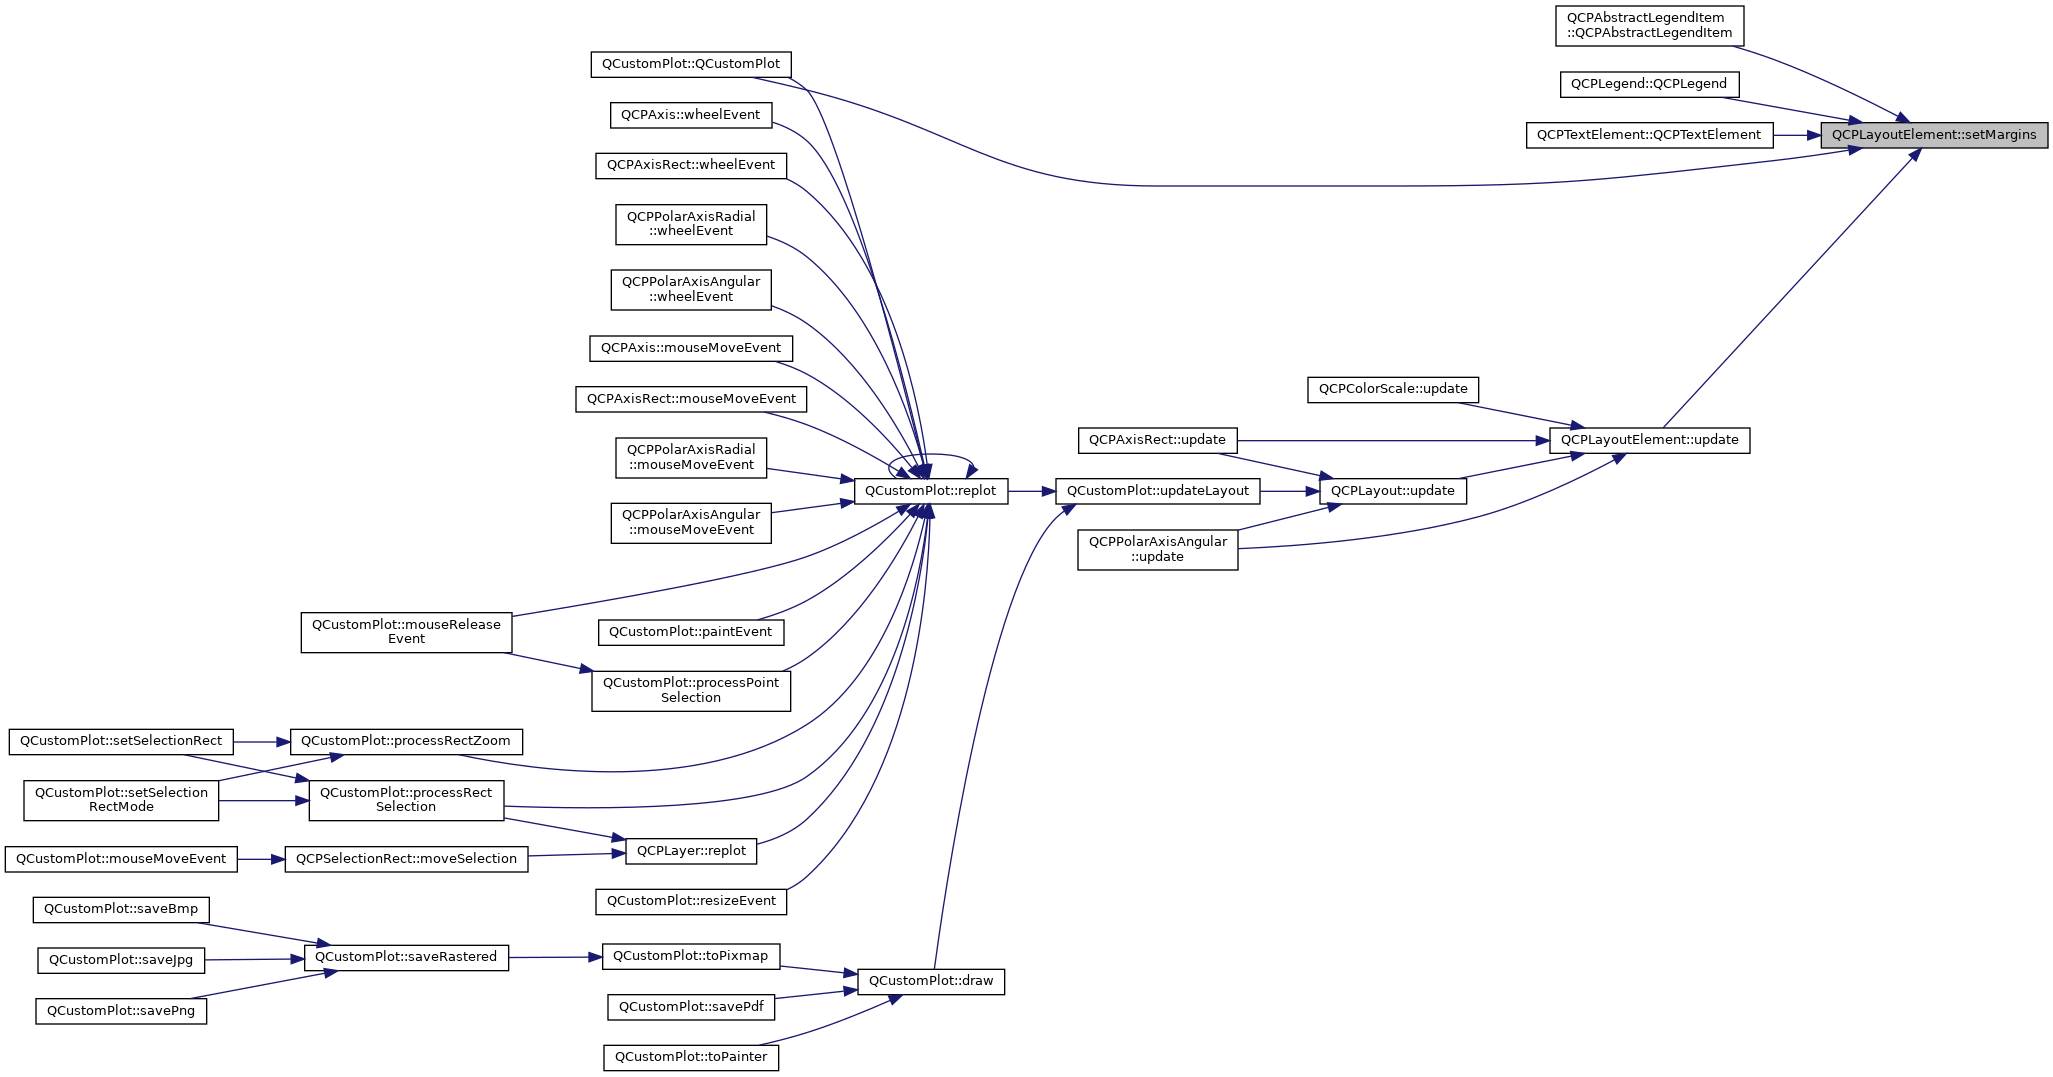 QCPAbstractLegendItem
::QCPAbstractLegendItem
QCustomPlot::QCustomPlot
QCPLegend::QCPLegend
QCPAxis::wheelEvent
QCPTextElement::QCPTextElement
QCPLayoutElement::setMargins
QCPAxisRect::wheelEvent
QCPPolarAxisRadial
::wheelEvent
QCPPolarAxisAngular
::wheelEvent
QCPAxis::mouseMoveEvent
QCPColorScale::update
QCPAxisRect::mouseMoveEvent
QCPAxisRect::update
QCPLayoutElement::update
QCPPolarAxisRadial
::mouseMoveEvent
QCustomPlot::replot
QCustomPlot::updateLayout
QCPLayout::update
QCPPolarAxisAngular
::mouseMoveEvent
QCPPolarAxisAngular
::update
QCustomPlot::mouseRelease
Event
QCustomPlot::paintEvent
QCustomPlot::processPoint
Selection
QCustomPlot::setSelectionRect
QCustomPlot::processRectZoom
QCustomPlot::setSelection
RectMode
QCustomPlot::processRect
Selection
QCPLayer::replot
QCustomPlot::mouseMoveEvent
QCPSelectionRect::moveSelection
QCustomPlot::resizeEvent
QCustomPlot::saveBmp
QCustomPlot::saveJpg
QCustomPlot::saveRastered
QCustomPlot::toPixmap
QCustomPlot::draw
QCustomPlot::savePng
QCustomPlot::savePdf
QCustomPlot::toPainter